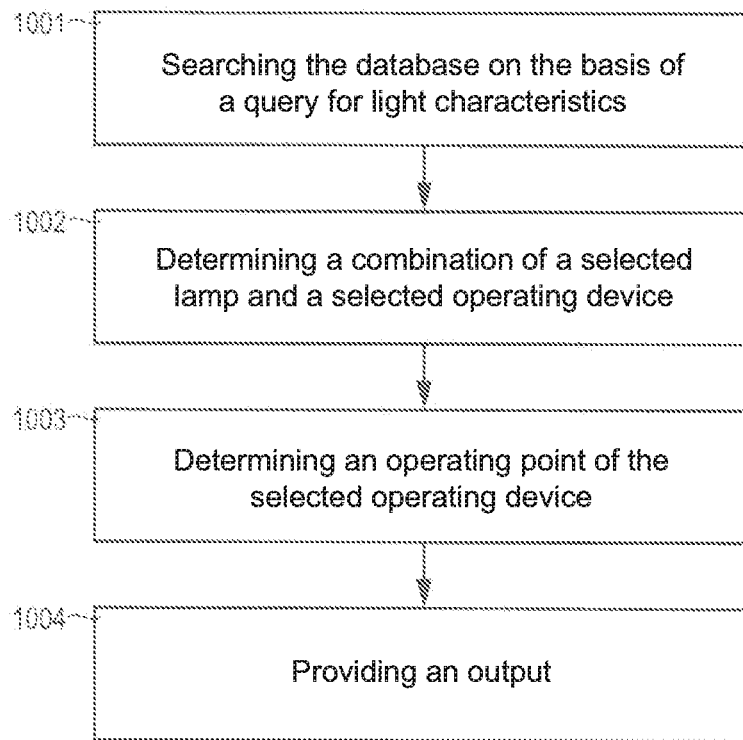 1001
Searching the database on the basis of
a query for light characteristics
1002
Determining a combination of a selected
lamp and a selected operating device
1003
Determining an operating point of the
selected operating device
1004
Providing an output